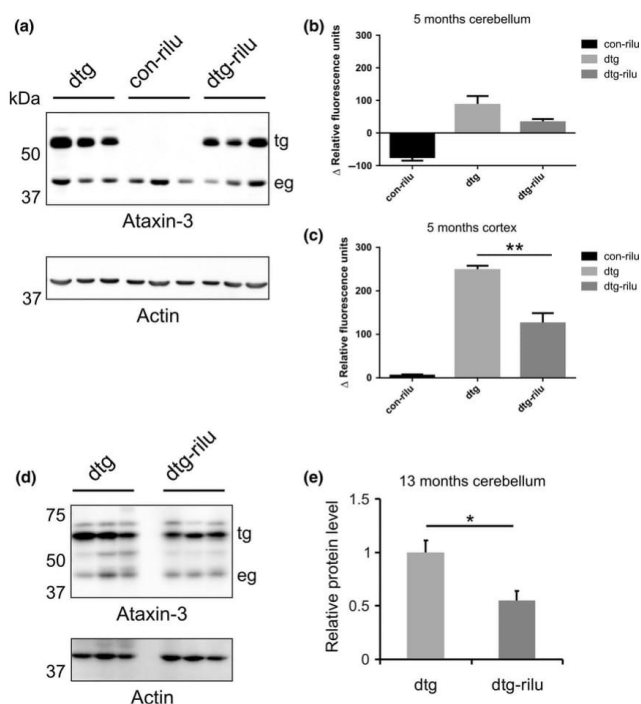 (a)
dtg
con-rilu
dtg-rilu
kDa
50
37
tg
eg
Ataxin-3
37
Actin
(b)
5 months cerebellum
Δ Relative fluorescence units
200
100
0
–100
con-rilu
dtg
dtg-rilu
con-rilu
dtg
dtg-rilu
(c)
5 months cortex
Δ Relative fluorescence units
300
200
100
0
**
con-rilu
dtg
dtg-rilu
con-rilu
dtg
dtg-rilu
(d)
dtg
dtg-rilu
75
50
37
tg
eg
Ataxin-3
37
Actin
(e)
13 months cerebellum
Relative protein level
1.5
1
0.5
0
*
dtg
dtg-rilu